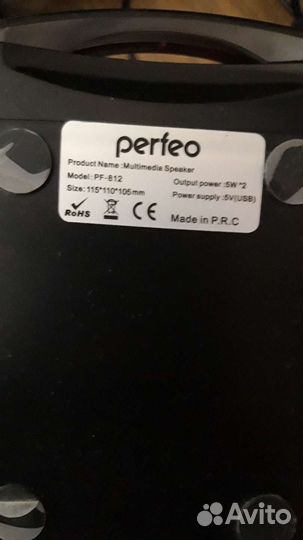 perfeo
Product Name :Multimedia Speaker
Model: PF-812 Output power :5W *2
Size: 115*110*105mm Power supply :5V(USB)
RoHS CE Made in P.R.C
Avito